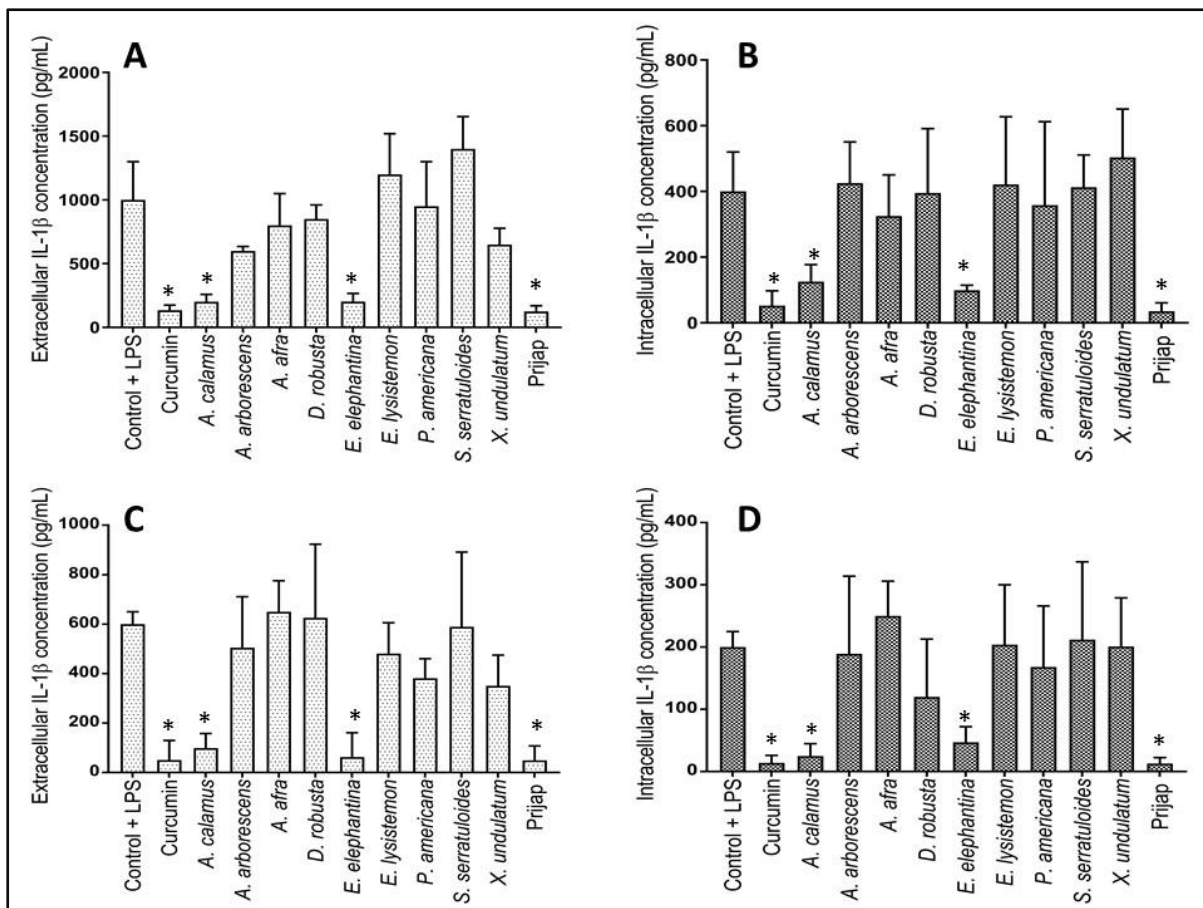 A
Extracellular IL-1β concentration (pg/mL)
2000
1500
1000
500
0
* * * *
Control + LPS
Curcumin
A. calamus
A. arborescens
A. afra
D. robusta
E. elephantina
E. lysistemon
P. americana
S. serratuloides
X. undulatum
Prijap
B
Intracellular IL-1β concentration (pg/mL)
800
600
400
200
0
* * * *
Control + LPS
Curcumin
A. calamus
A. arborescens
A. afra
D. robusta
E. elephantina
E. lysistemon
P. americana
S. serratuloides
X. undulatum
Prijap
C
Extracellular IL-1β concentration (pg/mL)
1000
800
600
400
200
0
* * * *
Control + LPS
Curcumin
A. calamus
A. arborescens
A. afra
D. robusta
E. elephantina
E. lysistemon
P. americana
S. serratuloides
X. undulatum
Prijap
D
Intracellular IL-1β concentration (pg/mL)
400
300
200
100
0
* * * *
Control + LPS
Curcumin
A. calamus
A. arborescens
A. afra
D. robusta
E. elephantina
E. lysistemon
P. americana
S. serratuloides
X. undulatum
Prijap